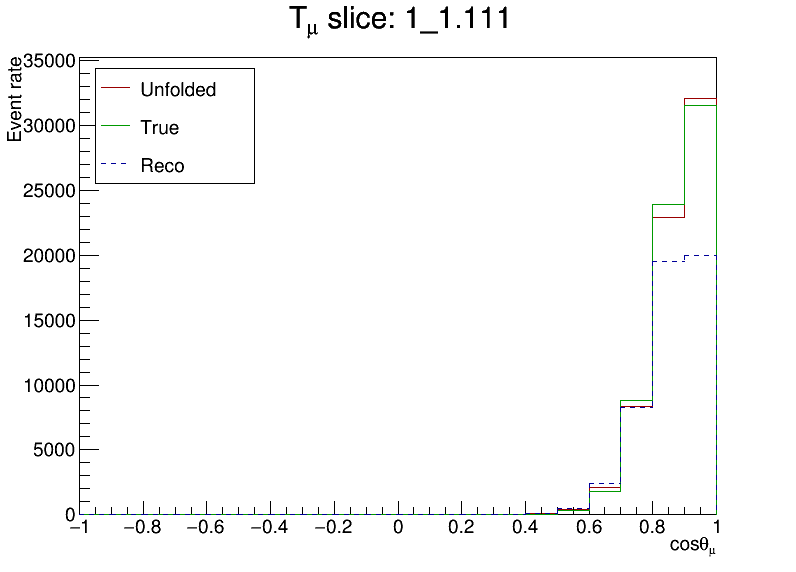 Tμ slice: 1_1.111
Event rate
35000
30000
25000
20000
15000
10000
5000
0
Unfolded
True
Reco
−1 −0.8 −0.6 −0.4 −0.2 0 0.2 0.4 0.6 0.8 1
cosθμ